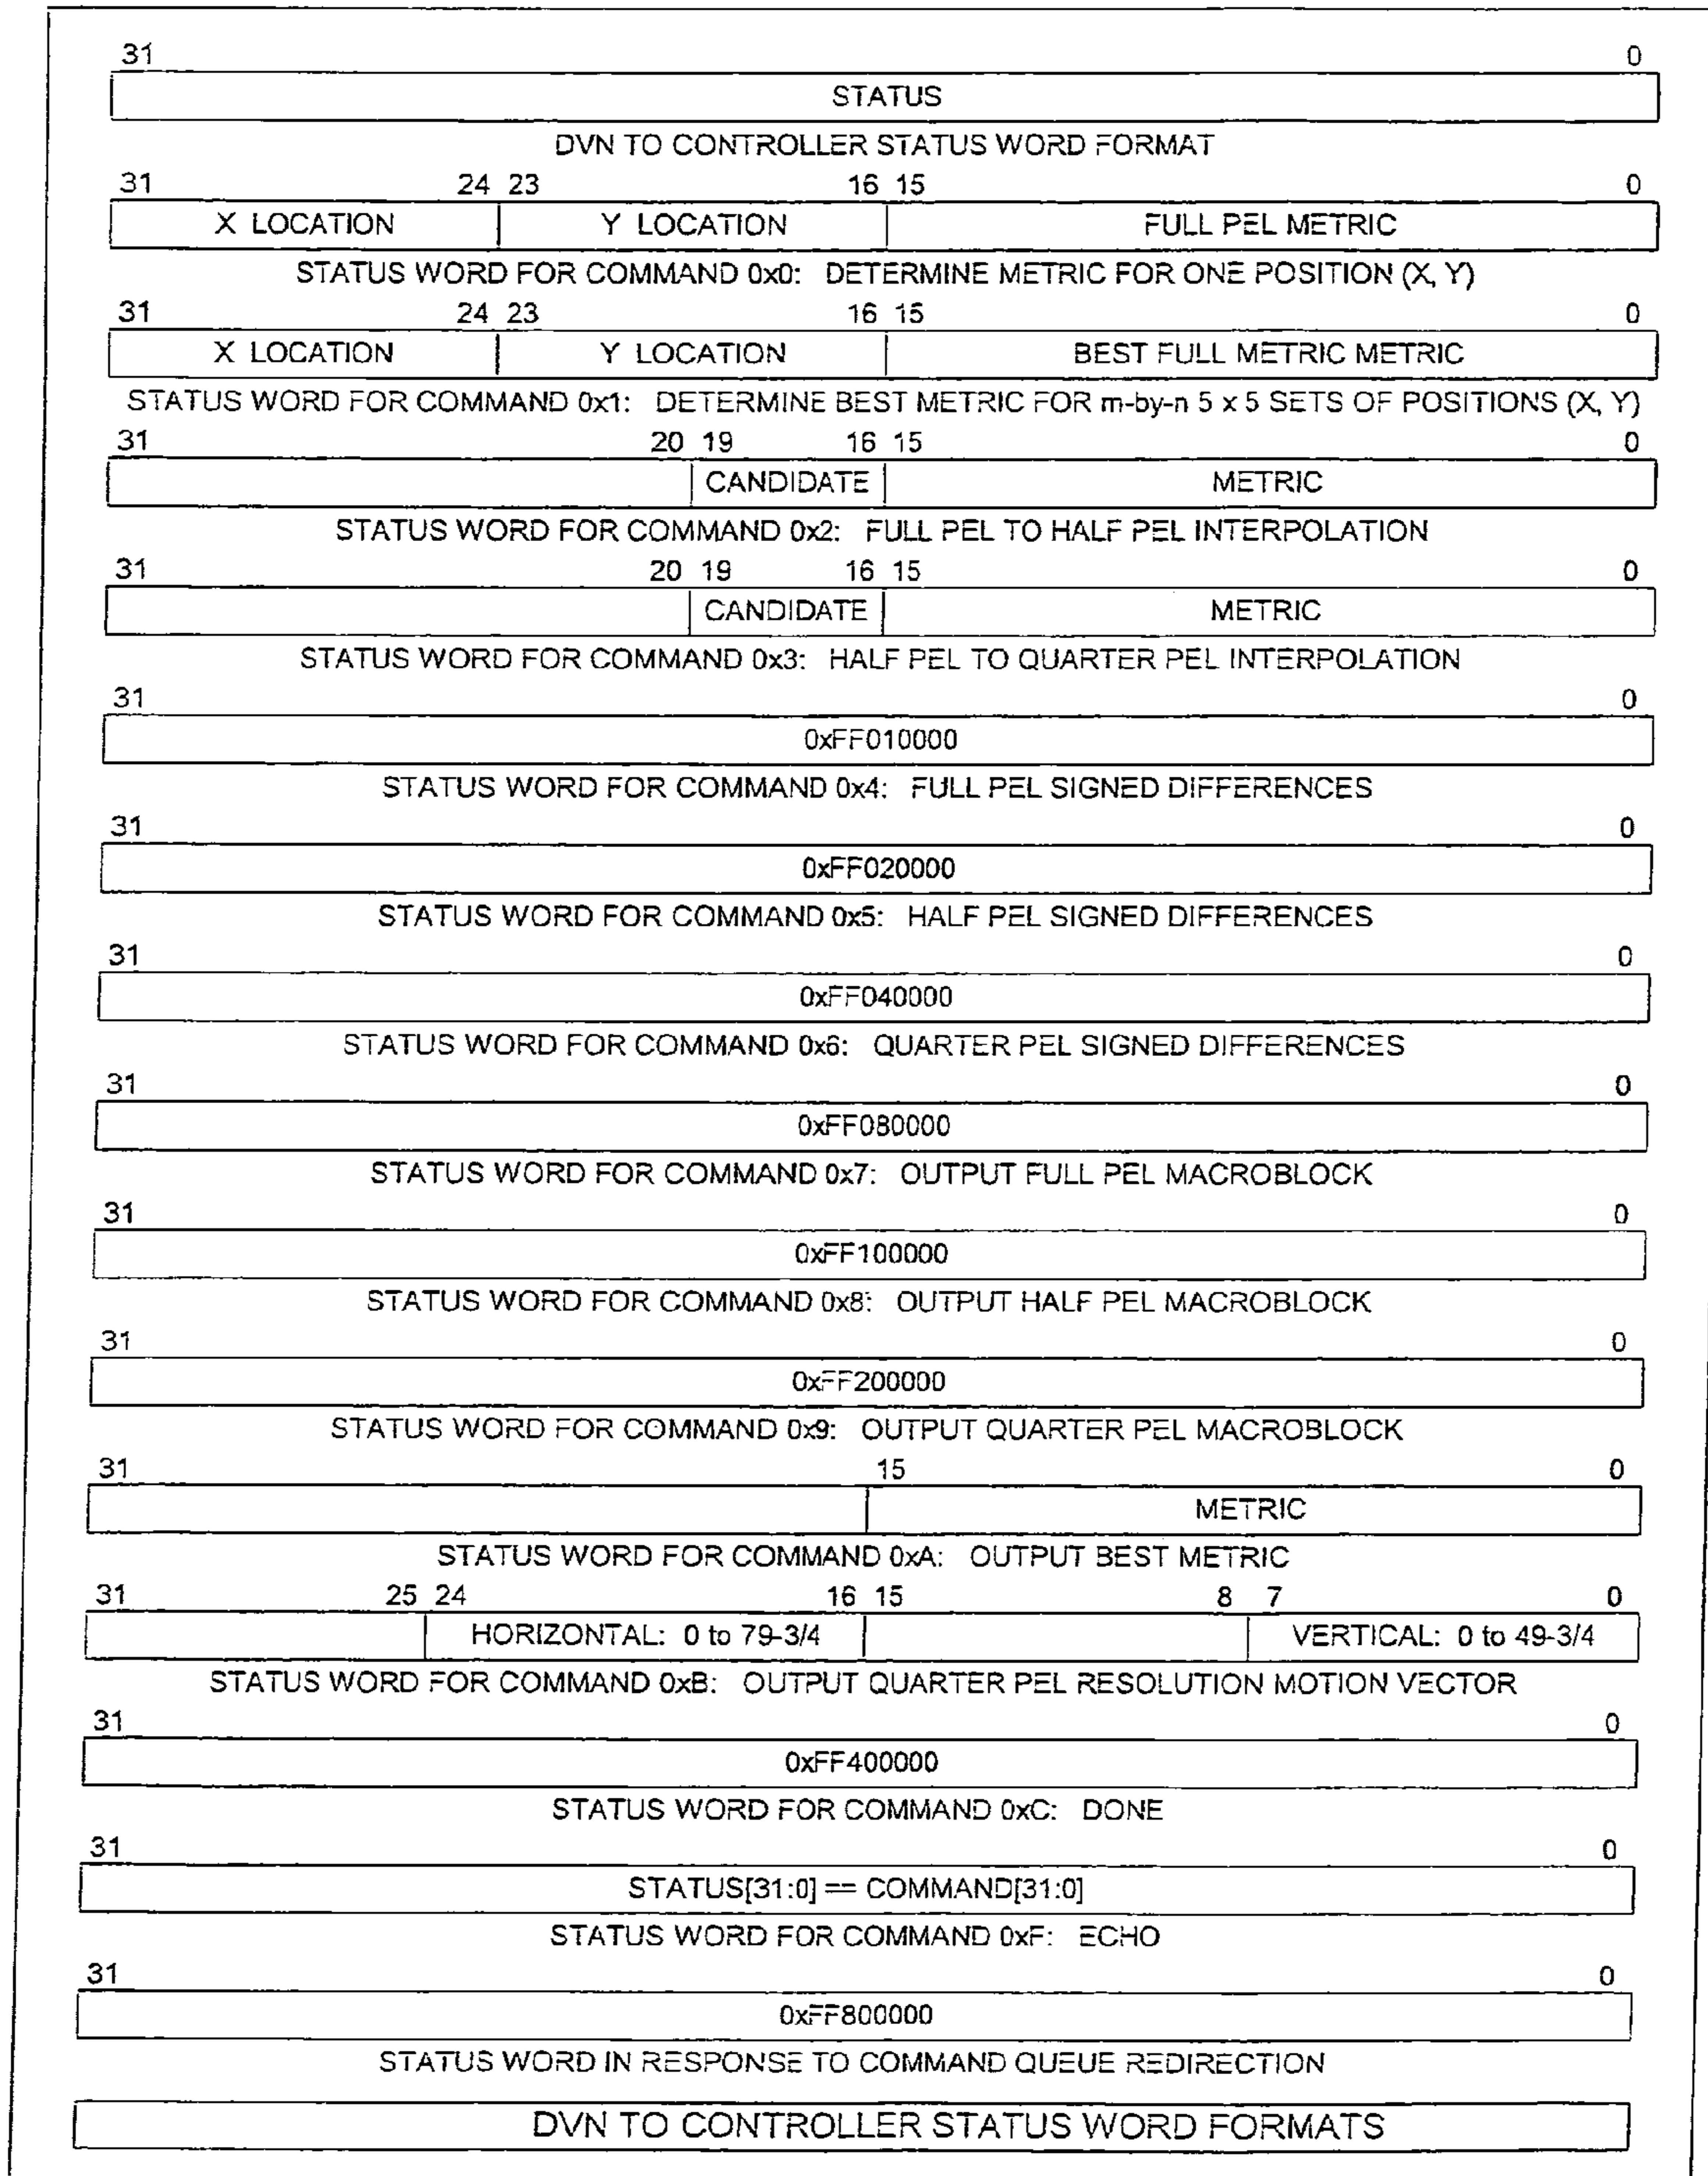 31 0
STATUS
DVN TO CONTROLLER STATUS WORD FORMAT
31 24 23 16 15 0
X LOCATION Y LOCATION FULL PEL METRIC
STATUS WORD FOR COMMAND 0x0: DETERMINE METRIC FOR ONE POSITION (X, Y)
31 24 23 16 15 0
X LOCATION Y LOCATION BEST FULL METRIC METRIC
STATUS WORD FOR COMMAND 0x1: DETERMINE BEST METRIC FOR m-by-n 5 x 5 SETS OF POSITIONS (X, Y)
31 20 19 16 15 0
CANDIDATE METRIC
STATUS WORD FOR COMMAND 0x2: FULL PEL TO HALF PEL INTERPOLATION
31 20 19 16 15 0
CANDIDATE METRIC
STATUS WORD FOR COMMAND 0x3: HALF PEL TO QUARTER PEL INTERPOLATION
31 0
0xFF010000
STATUS WORD FOR COMMAND 0x4: FULL PEL SIGNED DIFFERENCES
31 0
0xFF020000
STATUS WORD FOR COMMAND 0x5: HALF PEL SIGNED DIFFERENCES
31 0
0xFF040000
STATUS WORD FOR COMMAND 0x6: QUARTER PEL SIGNED DIFFERENCES
31 0
0xFF080000
STATUS WORD FOR COMMAND 0x7: OUTPUT FULL PEL MACROBLOCK
31 0
0xFF100000
STATUS WORD FOR COMMAND 0x8: OUTPUT HALF PEL MACROBLOCK
31 0
0xFF200000
STATUS WORD FOR COMMAND 0x9: OUTPUT QUARTER PEL MACROBLOCK
31 15 0
METRIC
STATUS WORD FOR COMMAND 0xA: OUTPUT BEST METRIC
31 25 24 16 15 8 7 0
HORIZONTAL: 0 to 79-3/4 VERTICAL: 0 to 49-3/4
STATUS WORD FOR COMMAND 0xB: OUTPUT QUARTER PEL RESOLUTION MOTION VECTOR
31 0
0xFF400000
STATUS WORD FOR COMMAND 0xC: DONE
31 0
STATUS[31:0] == COMMAND[31:0]
STATUS WORD FOR COMMAND 0xF: ECHO
31 0
0xFF800000
STATUS WORD IN RESPONSE TO COMMAND QUEUE REDIRECTION
DVN TO CONTROLLER STATUS WORD FORMATS